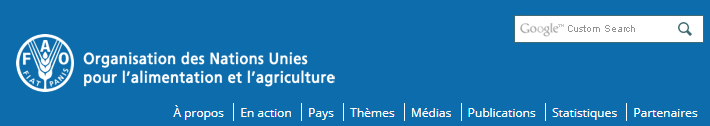 Google™ Custom Search
F A O
FIAT PANIS
Organisation des Nations Unies
pour l'alimentation et l'agriculture
À propos En action Pays Thèmes Médias Publications Statistiques Partenaires